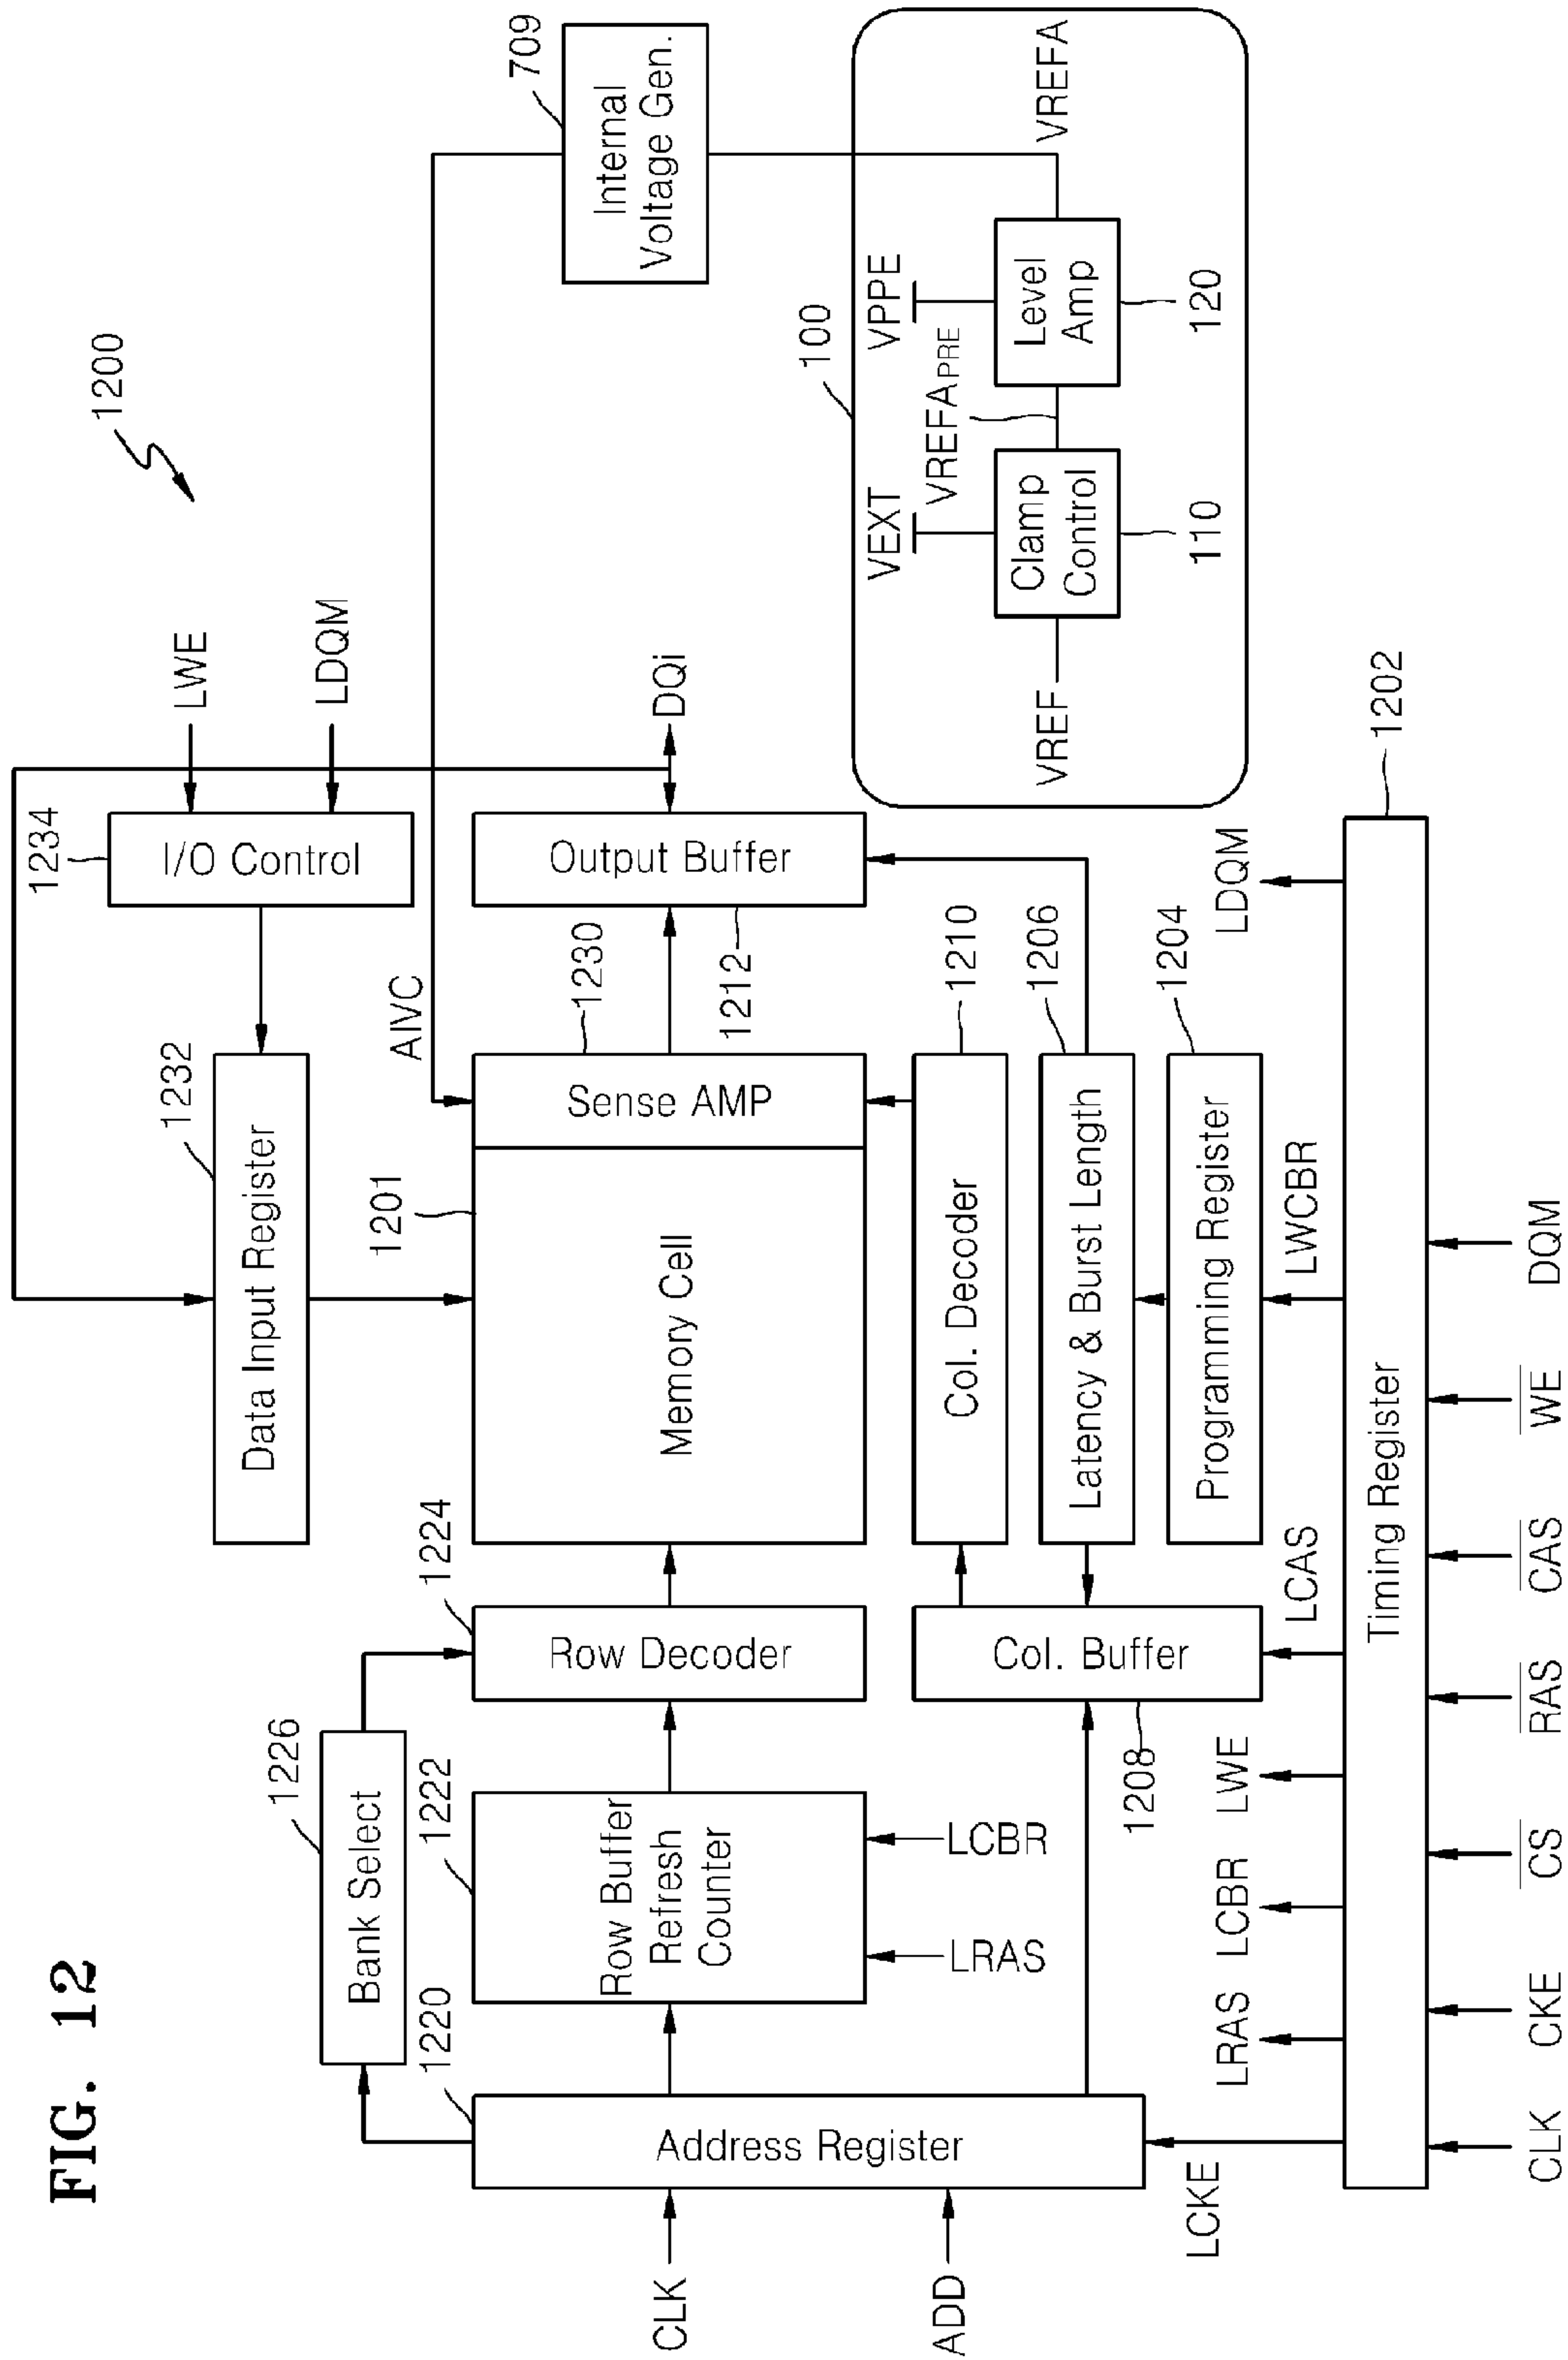 FIG. 12
1200
LWE
LDQM
1234
I/O Control
1232
Data Input Register
709
Internal
Voltage Gen.
AIVC
1226
Bank Select
1220
1222
1224
1201
1230
1212
DQi
CLK
ADD
Address Register
Row Buffer
Refresh
Counter
LRAS
LCBR
Row Decoder
Memory Cell
Sense AMP
Output Buffer
Col. Decoder
1210
Col. Buffer
1208
Latency & Burst Length
1206
Programming Register
1204
100
VEXT
VPPE
VREFAPRE
VREF
Clamp
Control
Level
Amp
VREFA
110
120
LCKE
LRAS
LCBR
LWE
LCAS
LWCBR
LDQM
Timing Register
1202
CLK
CKE
C̅S̅
R̅A̅S̅
C̅A̅S̅
W̅E̅
DQM